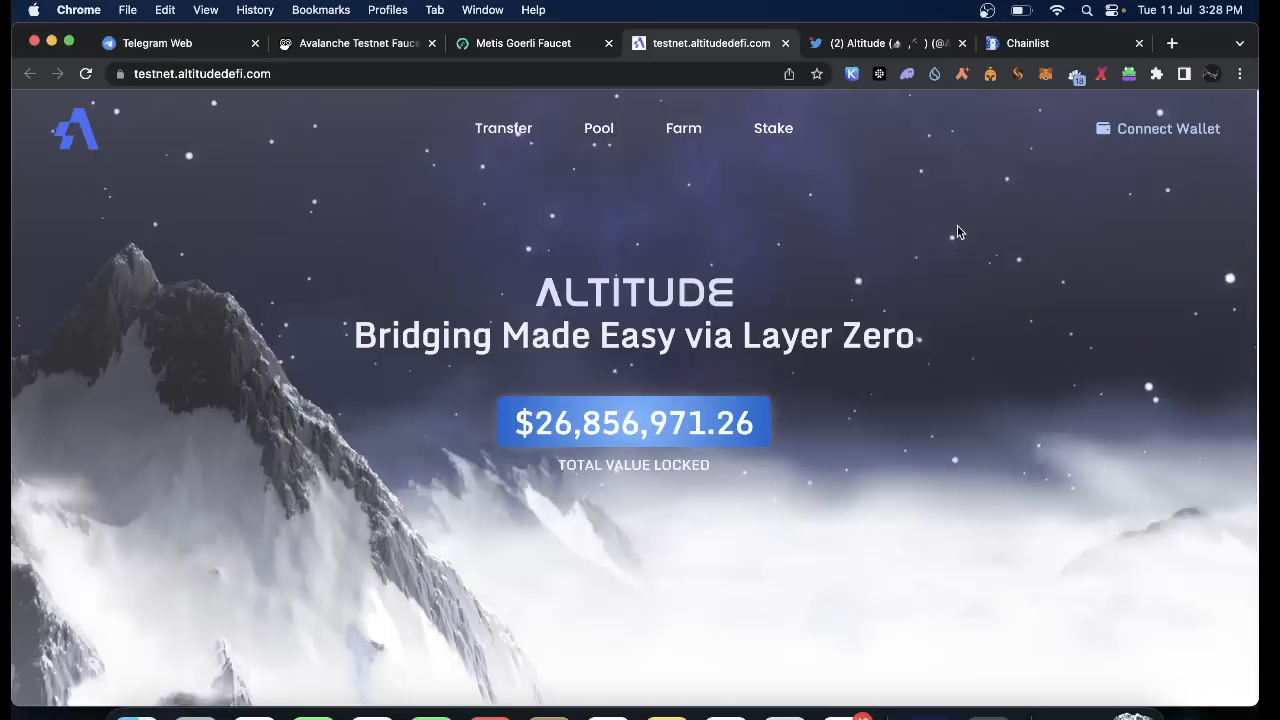 Chrome File Edit View History Bookmarks Profiles Tab Window Help Tue 11 Jul 3:28 PM
Telegram Web Avalanche Testnet Fauce Metis Goerli Faucet testnet.altitudedefi.com (2) Altitude Chainlist
testnet.altitudedefi.com
18
Transfer Pool Farm Stake Connect Wallet
ALTITUDE
Bridging Made Easy via Layer Zero
$26,856,971.26
TOTAL VALUE LOCKED